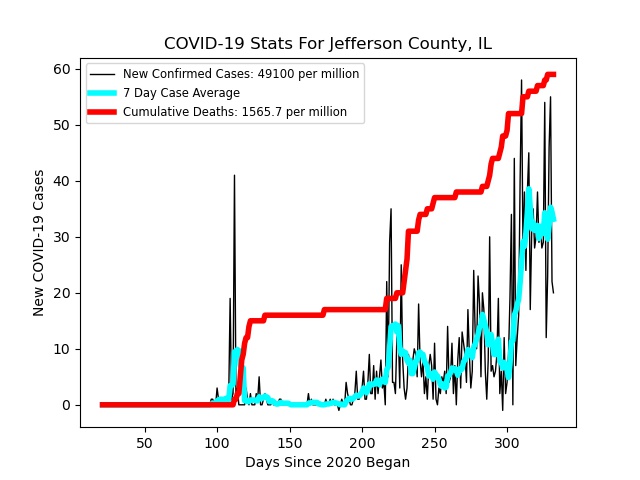 COVID-19 Stats For Jefferson County, IL
New Confirmed Cases: 49100 per million
7 Day Case Average
Cumulative Deaths: 1565.7 per million
New COVID-19 Cases
60
50
40
30
20
10
0
50 100 150 200 250 300
Days Since 2020 Began